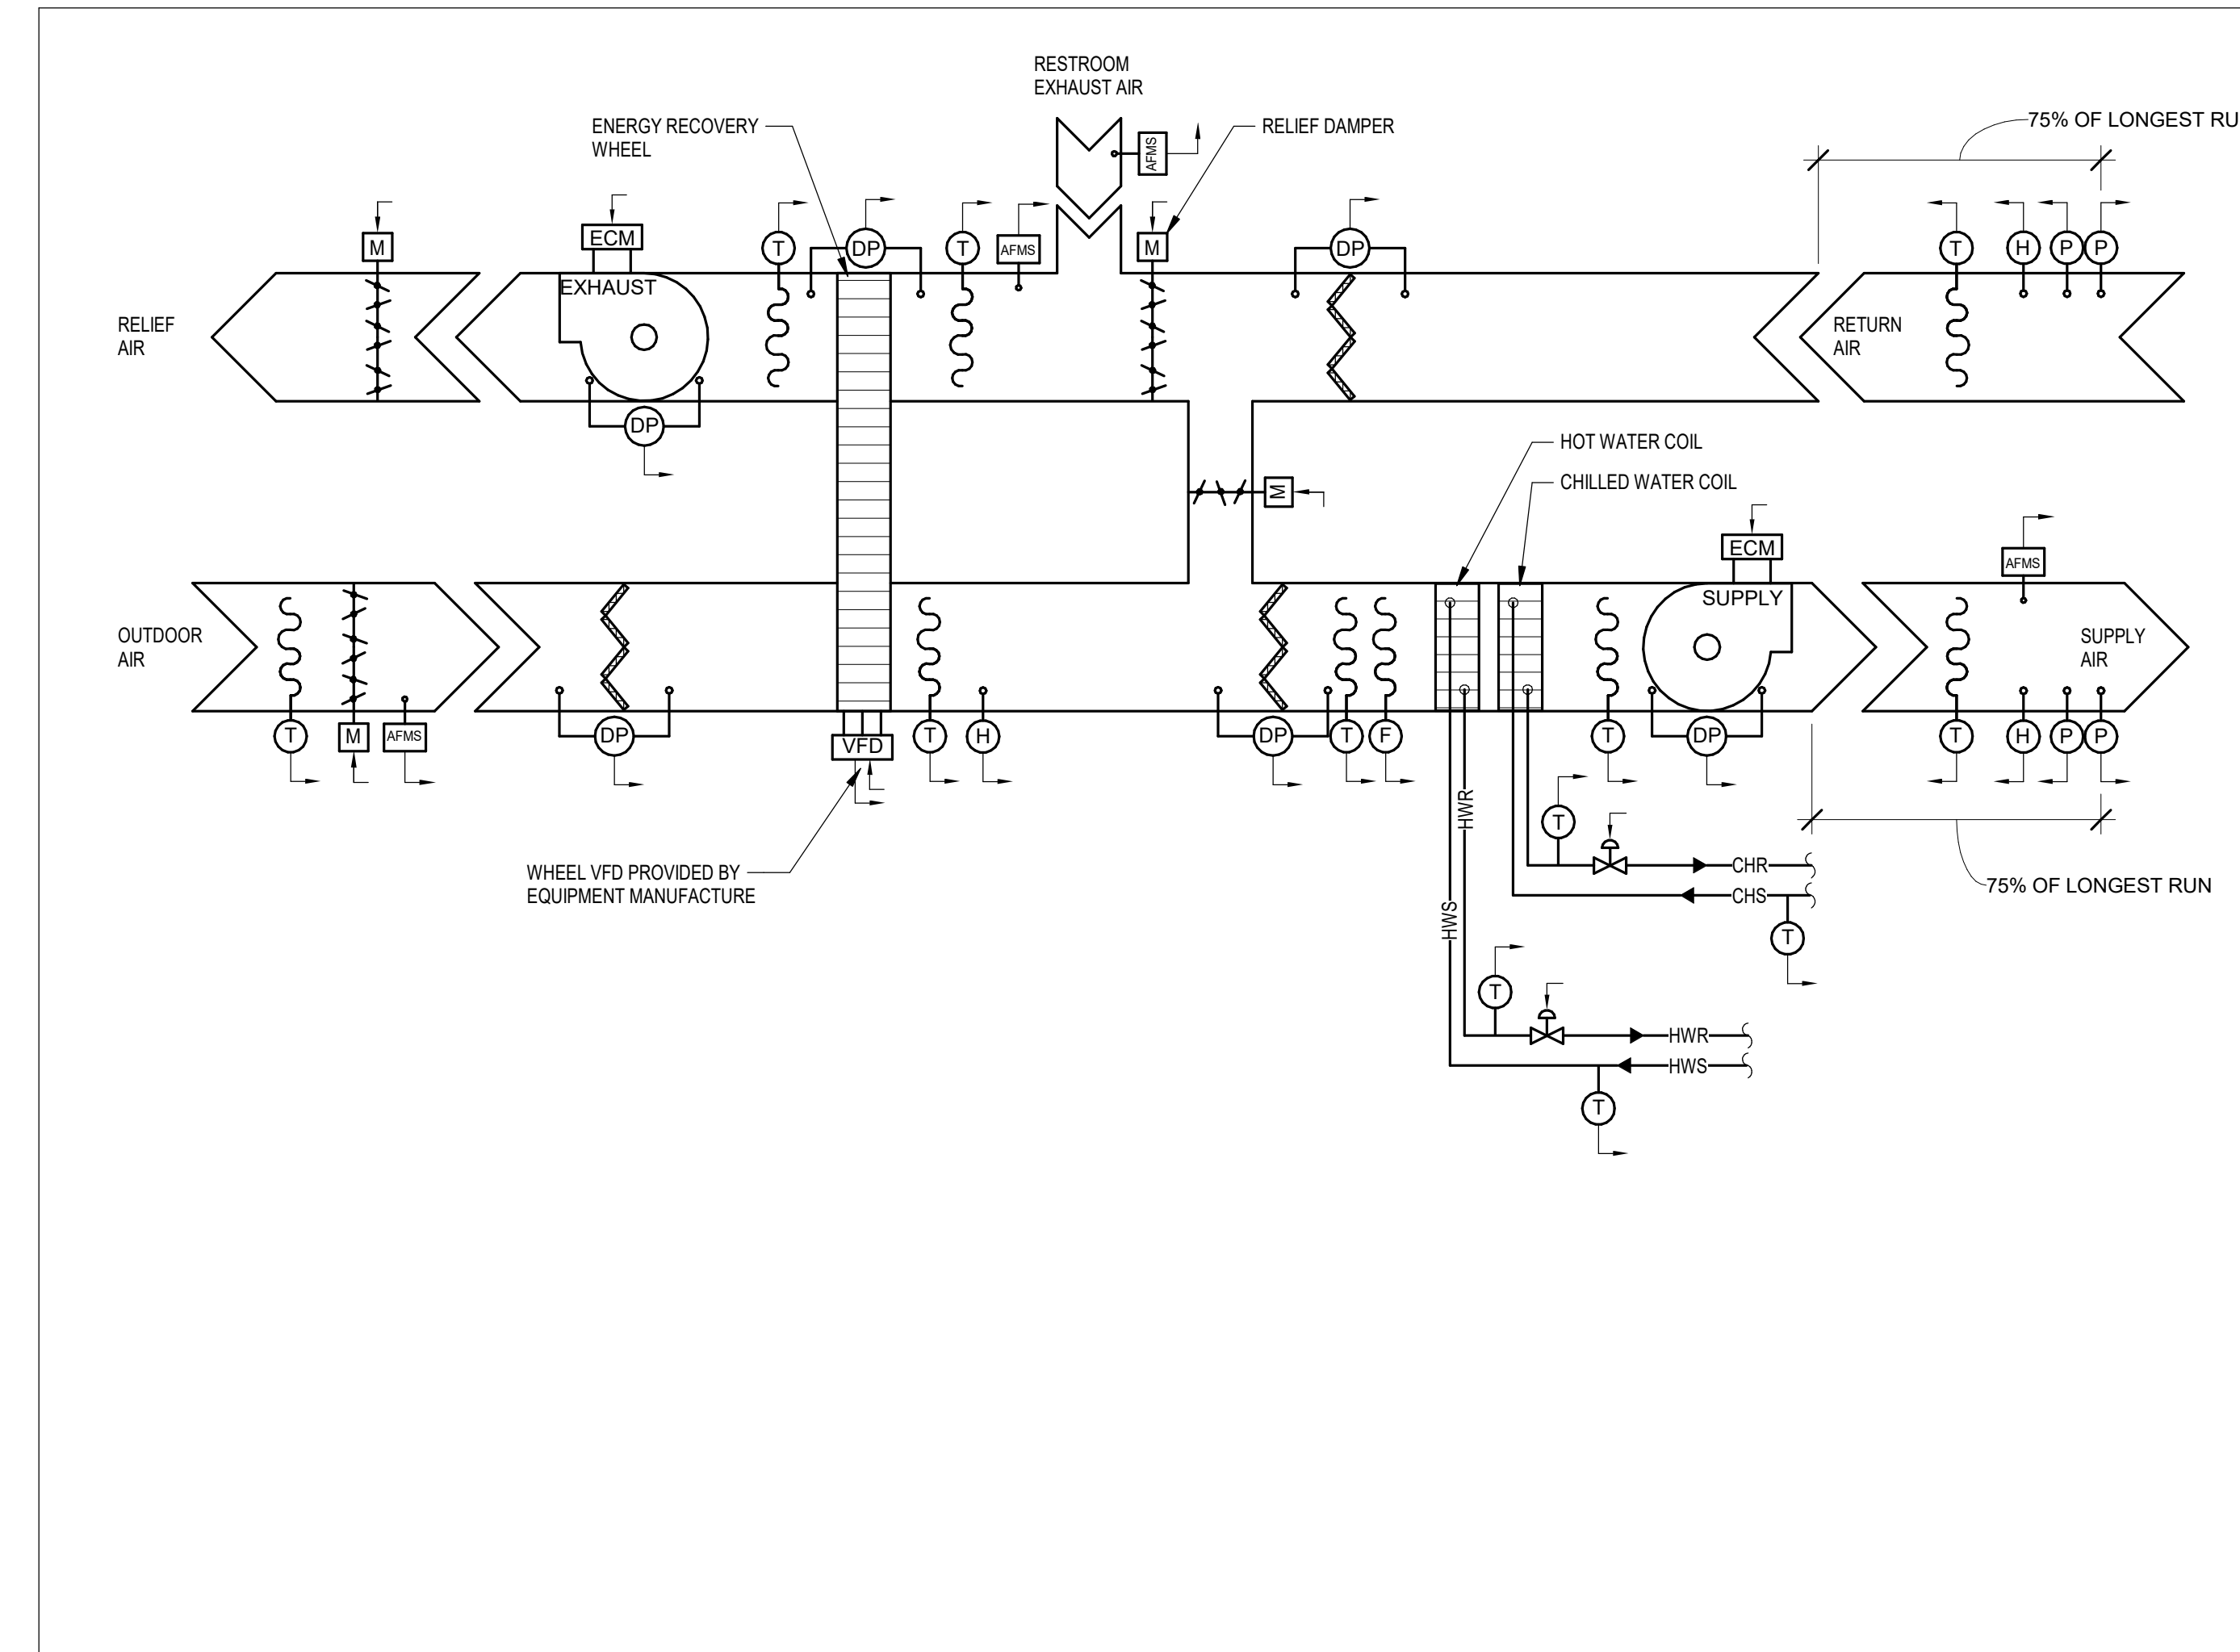 RESTROOM
EXHAUST AIR
AFMS
ENERGY RECOVERY
WHEEL
RELIEF DAMPER
75% OF LONGEST RU
M
ECM
T
DP
T
AFMS
M
DP
T
H
P
P
EXHAUST
RELIEF
AIR
RETURN
AIR
DP
HOT WATER COIL
CHILLED WATER COIL
M
ECM
AFMS
SUPPLY
OUTDOOR
AIR
SUPPLY
AIR
T
M
AFMS
DP
VFD
T
H
DP
T
F
T
DP
T
H
P
P
HWR
T
WHEEL VFD PROVIDED BY
EQUIPMENT MANUFACTURE
CHR
CHS
75% OF LONGEST RUN
HWS
T
T
HWR
HWS
T